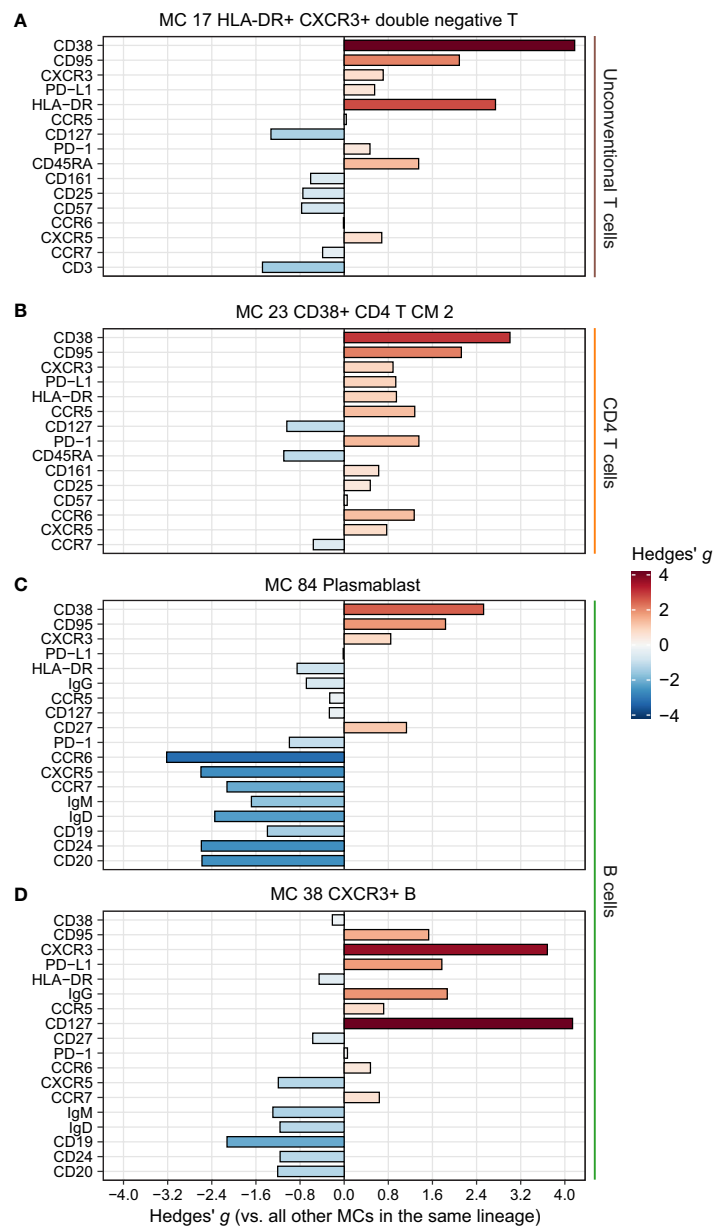 A
MC 17 HLA-DR+ CXCR3+ double negative T
CD38
CD95
CXCR3
PD-L1
HLA-DR
CCR5
CD127
PD-1
CD45RA
CD161
CD25
CD57
CCR6
CXCR5
CCR7
CD3
Unconventional T cells
B
MC 23 CD38+ CD4 T CM 2
CD38
CD95
CXCR3
PD-L1
HLA-DR
CCR5
CD127
PD-1
CD45RA
CD161
CD25
CD57
CCR6
CXCR5
CCR7
CD4 T cells
Hedges' g
4
2
0
−2
−4
C
MC 84 Plasmablast
CD38
CD95
CXCR3
PD-L1
HLA-DR
IgG
CCR5
CD127
CD27
PD-1
CCR6
CXCR5
CCR7
IgM
IgD
CD19
CD24
CD20
B cells
D
MC 38 CXCR3+ B
CD38
CD95
CXCR3
PD-L1
HLA-DR
IgG
CCR5
CD127
CD27
PD-1
CCR6
CXCR5
CCR7
IgM
IgD
CD19
CD24
CD20
−4.0 −3.2 −2.4 −1.6 −0.8 0.0 0.8 1.6 2.4 3.2 4.0
Hedges' g (vs. all other MCs in the same lineage)